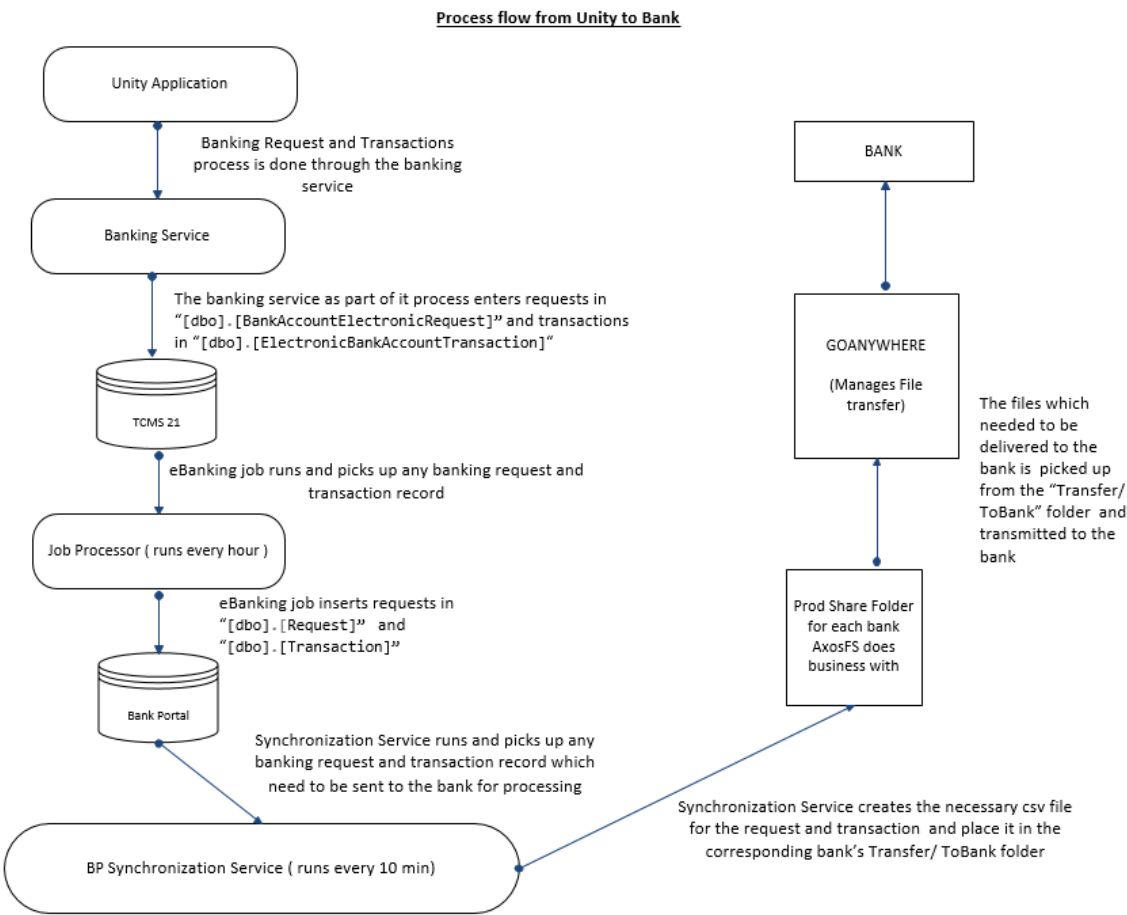 Process flow from Unity to Bank
Unity Application
Banking Request and Transactions
process is done through the banking
service
Banking Service
The banking service as part of it process enters requests in
“[dbo].[BankAccountElectronicRequest]” and transactions
in “[dbo].[ElectronicBankAccountTransaction]“
TCMS 21
eBanking job runs and picks up any banking request and
transaction record
Job Processor ( runs every hour )
eBanking job inserts requests in
“[dbo].[Request]” and
“[dbo].[Transaction]”
Bank Portal
Synchronization Service runs and picks up any
banking request and transaction record which
need to be sent to the bank for processing
BP Synchronization Service ( runs every 10 min)
Synchronization Service creates the necessary csv file
for the request and transaction and place it in the
corresponding bank’s Transfer/ ToBank folder
Prod Share Folder
for each bank
AxosFS does
business with
The files which
needed to be
delivered to the
bank is picked up
from the “Transfer/
ToBank” folder and
transmitted to the
bank
GOANYWHERE
(Manages File
transfer)
BANK